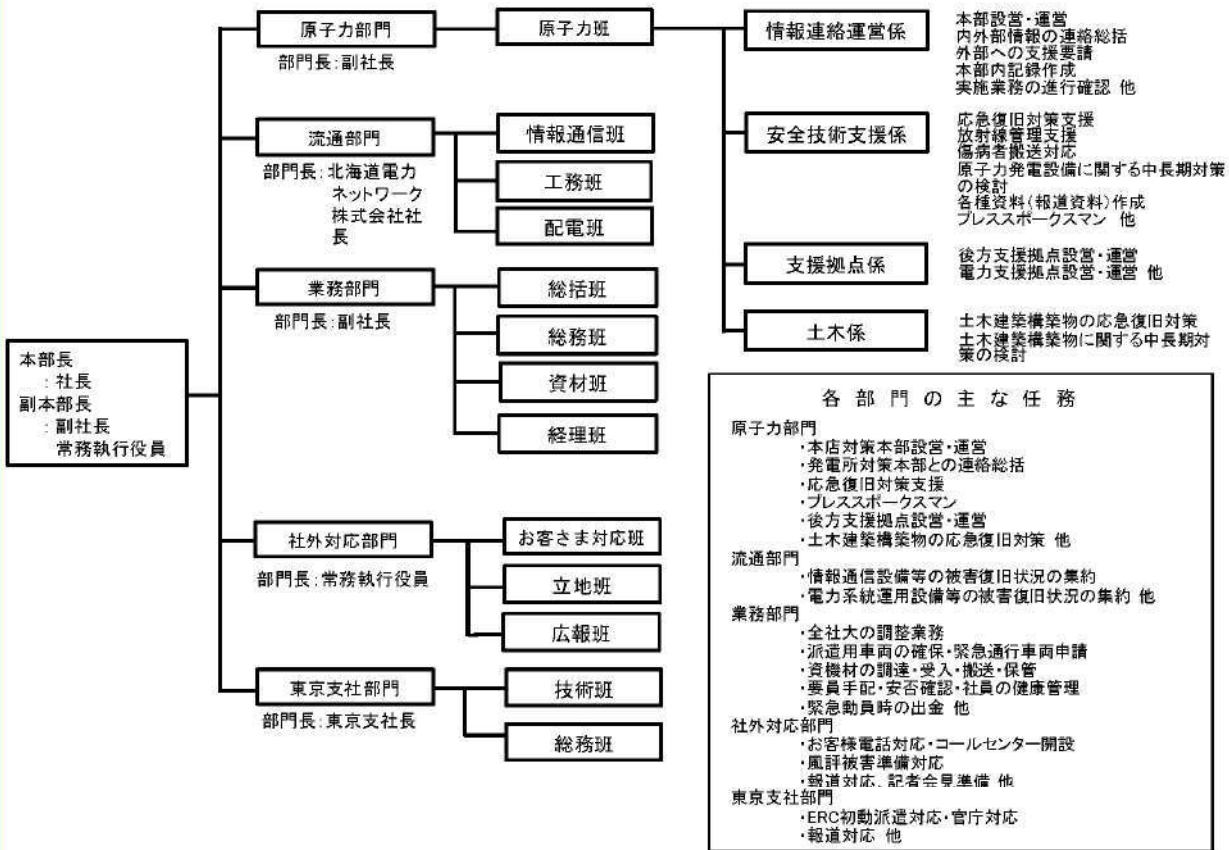 本部長
：社長
副本部長
：副社長
常務執行役員
原子力部門
部門長：副社長
原子力班
情報連絡運営係
本部設営・運営
内外部情報の連絡総括
外部への支援要請
本部内記録作成
実施業務の進行確認 他
安全技術支援係
応急復旧対策支援
放射線管理支援
傷病者搬送対応
原子力発電設備に関する中長期対策
の検討
各種資料(報道資料)作成
プレススポークスマン 他
支援拠点係
後方支援拠点設営・運営
電力支援拠点設営・運営 他
土木係
土木建築構築物の応急復旧対策
土木建築構築物に関する中長期対
策の検討
流通部門
部門長：北海道電力
ネットワーク
株式会社社
長
情報通信班
工務班
配電班
業務部門
部門長：副社長
総括班
総務班
資材班
経理班
社外対応部門
部門長：常務執行役員
お客さま対応班
立地班
広報班
東京支社部門
部門長：東京支社長
技術班
総務班
各部門の主な任務
原子力部門
・本店対策本部設営・運営
・発電所対策本部との連絡総括
・応急復旧対策支援
・プレススポークスマン
・後方支援拠点設営・運営
・土木建築構築物の応急復旧対策 他
流通部門
・情報通信設備等の被害復旧状況の集約
・電力系統運用設備等の被害復旧状況の集約 他
業務部門
・全社大の調整業務
・派遣用車両の確保・緊急通行車両申請
・資機材の調達・受入・搬送・保管
・要員手配・安否確認・社員の健康管理
・緊急動員時の出金 他
社外対応部門
・お客様電話対応・コールセンター開設
・風評被害準備対応
・報道対応、記者会見準備 他
東京支社部門
・ERC初動派遣対応・官庁対応
・報道対応 他